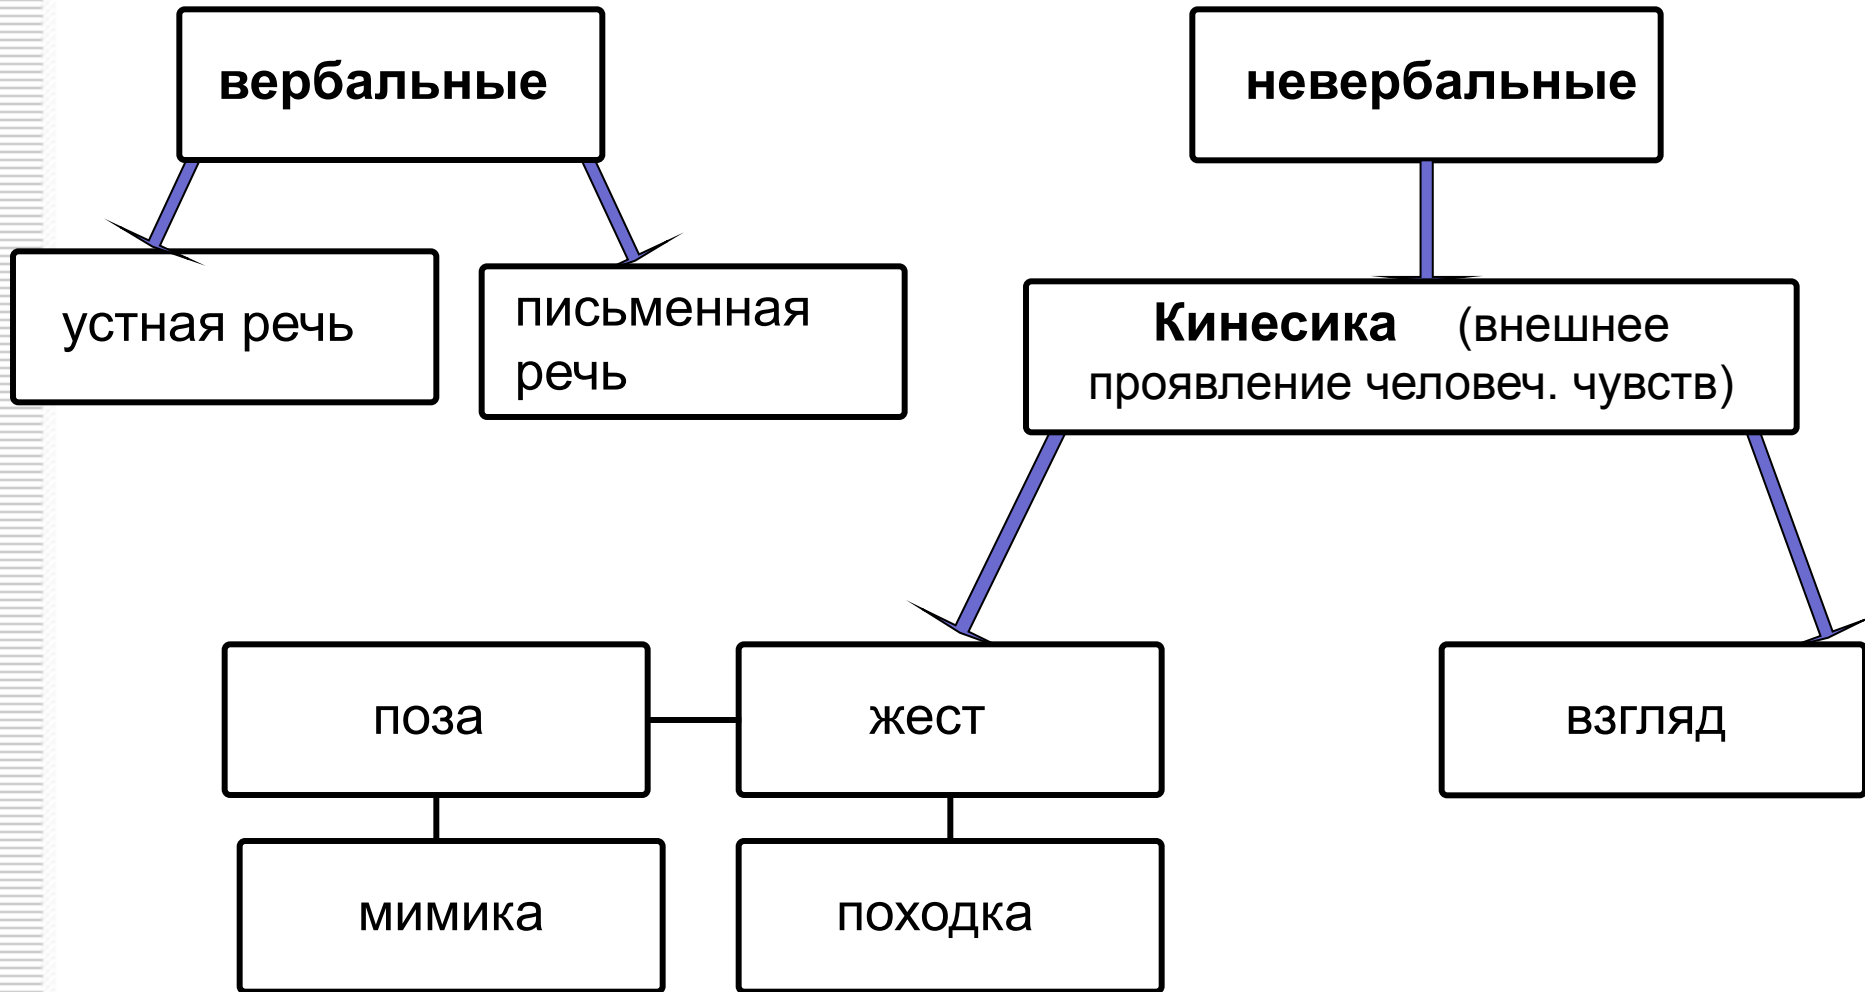 вербальные
невербальные
устная речь
письменная
речь
Кинесика (внешнее
проявление человеч. чувств)
поза
жест
взгляд
мимика
походка